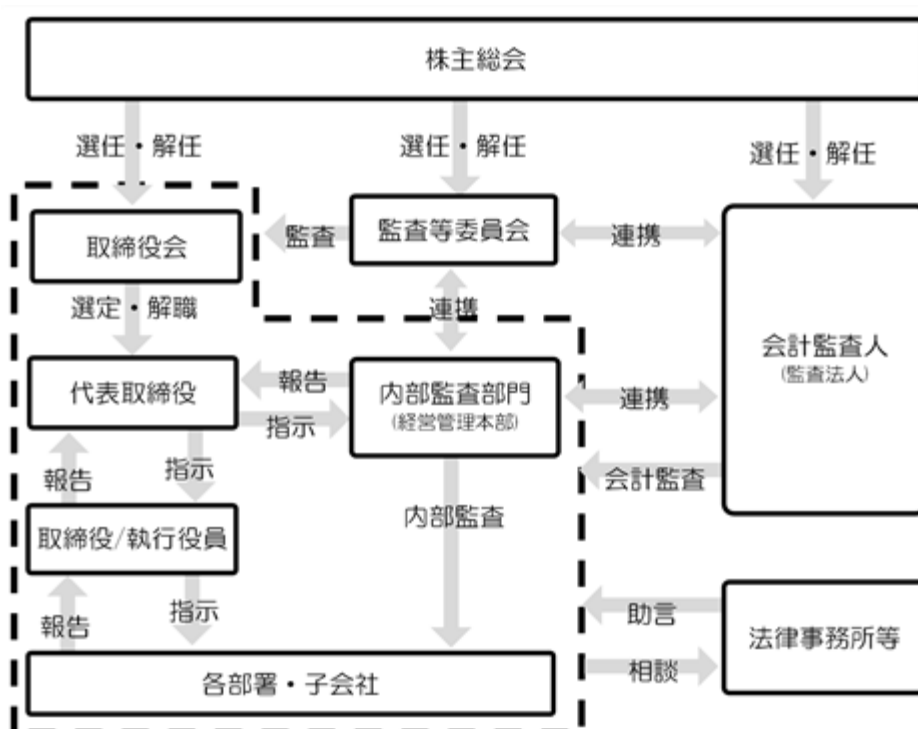 株主総会
選任・解任
選任・解任
選任・解任
取締役会
監査
監査等委員会
連携
選定・解職
連携
会計監査人
(監査法人)
代表取締役
報告
指示
内部監査部門
(経営管理本部)
連携
報告
指示
会計監査
取締役/執行役員
内部監査
報告
指示
助言
法律事務所等
相談
各部署・子会社